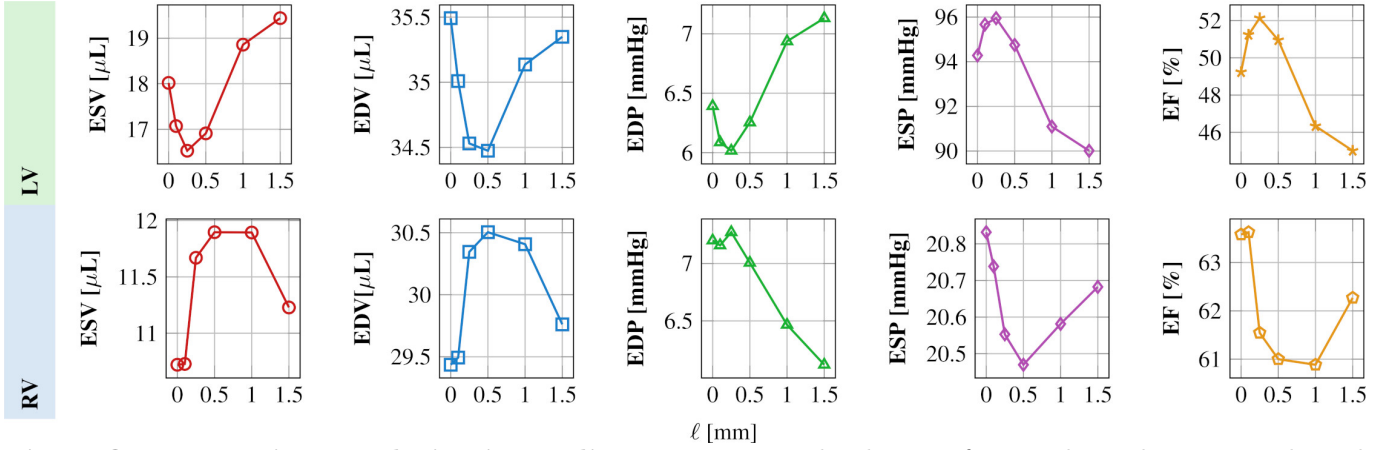 LV
ESV [μL]
19
18
17
0 0.5 1 1.5
EDV [μL]
35.5
35
34.5
0 0.5 1 1.5
EDP [mmHg]
7
6.5
6
0 0.5 1 1.5
ESP [mmHg]
96
94
92
90
0 0.5 1 1.5
EF [%]
52
50
48
46
0 0.5 1 1.5
RV
ESV [μL]
12
11.5
11
0 0.5 1 1.5
EDV[μL]
30.5
30
29.5
0 0.5 1 1.5
EDP [mmHg]
7
6.5
0 0.5 1 1.5
ESP [mmHg]
20.8
20.7
20.6
20.5
0 0.5 1 1.5
EF [%]
63
62
61
0 0.5 1 1.5
ℓ [mm]